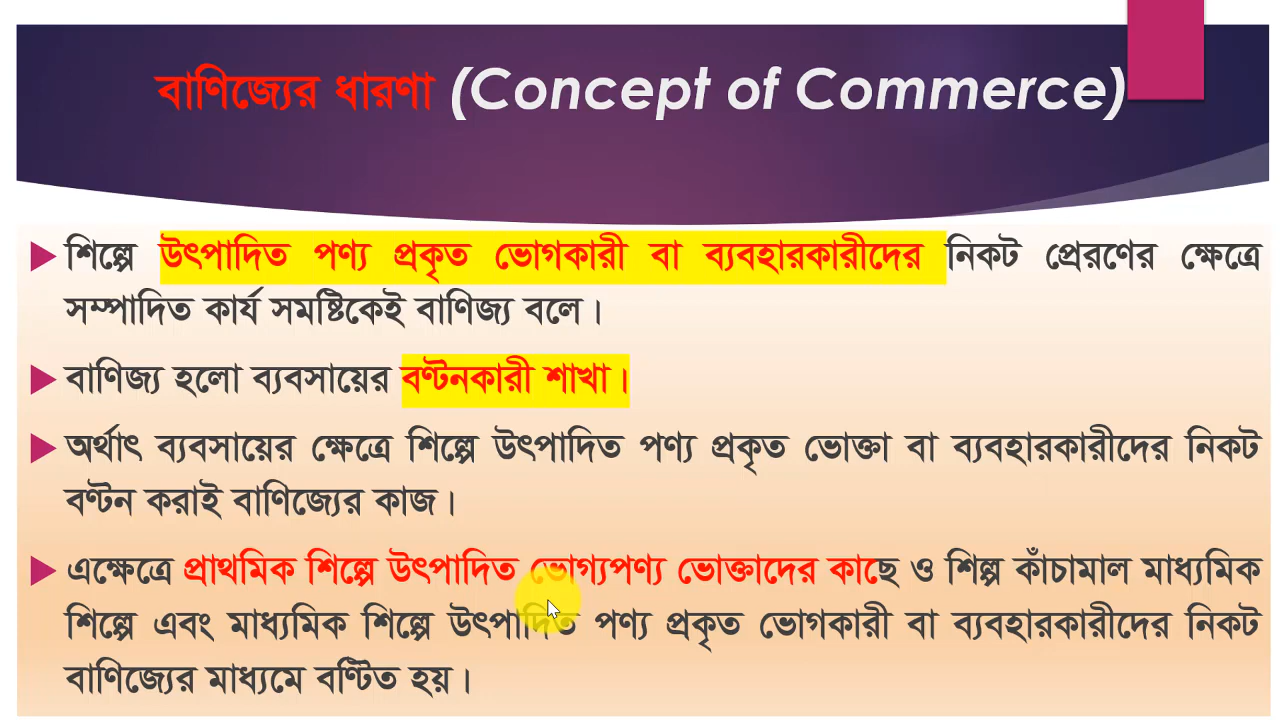 বাণিজ্যের ধারণা (Concept of Commerce)
শিল্পে উৎপাদিত পণ্য প্রকৃত ভোগকারী বা ব্যবহারকারীদের নিকট প্রেরণের ক্ষেত্রে
সম্পাদিত কার্য সমষ্টিকেই বাণিজ্য বলে।
বাণিজ্য হলো ব্যবসায়ের বণ্টনকারী শাখা।
অর্থাৎ ব্যবসায়ের ক্ষেত্রে শিল্পে উৎপাদিত পণ্য প্রকৃত ভোক্তা বা ব্যবহারকারীদের নিকট
বণ্টন করাই বাণিজ্যের কাজ।
এক্ষেত্রে প্রাথমিক শিল্পে উৎপাদিত ভোগ্যপণ্য ভোক্তাদের কাছে ও শিল্প কাঁচামাল মাধ্যমিক
শিল্পে এবং মাধ্যমিক শিল্পে উৎপাদিত পণ্য প্রকৃত ভোগকারী বা ব্যবহারকারীদের নিকট
বাণিজ্যের মাধ্যমে বণ্টিত হয়।